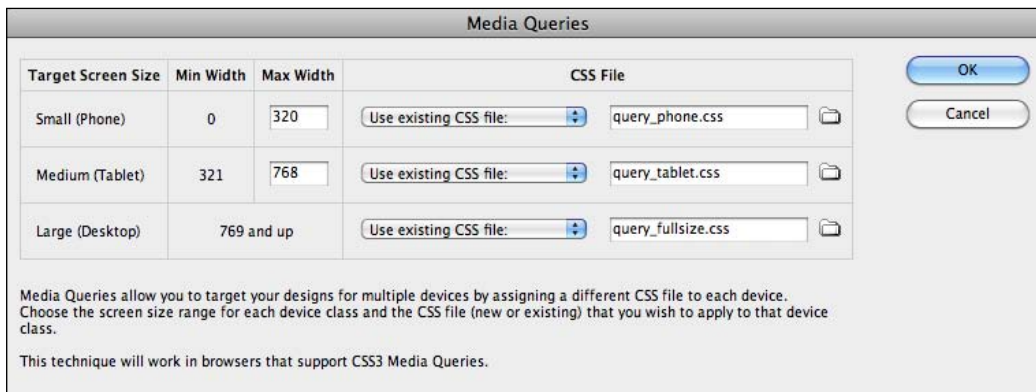 Media Queries
Target Screen Size Min Width Max Width CSS File
Small (Phone) 0 320 Use existing CSS file: query_phone.css
Medium (Tablet) 321 768 Use existing CSS file: query_tablet.css
Large (Desktop) 769 and up Use existing CSS file: query_fullsize.css
OK
Cancel
Media Queries allow you to target your designs for multiple devices by assigning a different CSS file to each device.
Choose the screen size range for each device class and the CSS file (new or existing) that you wish to apply to that device
class.
This technique will work in browsers that support CSS3 Media Queries.